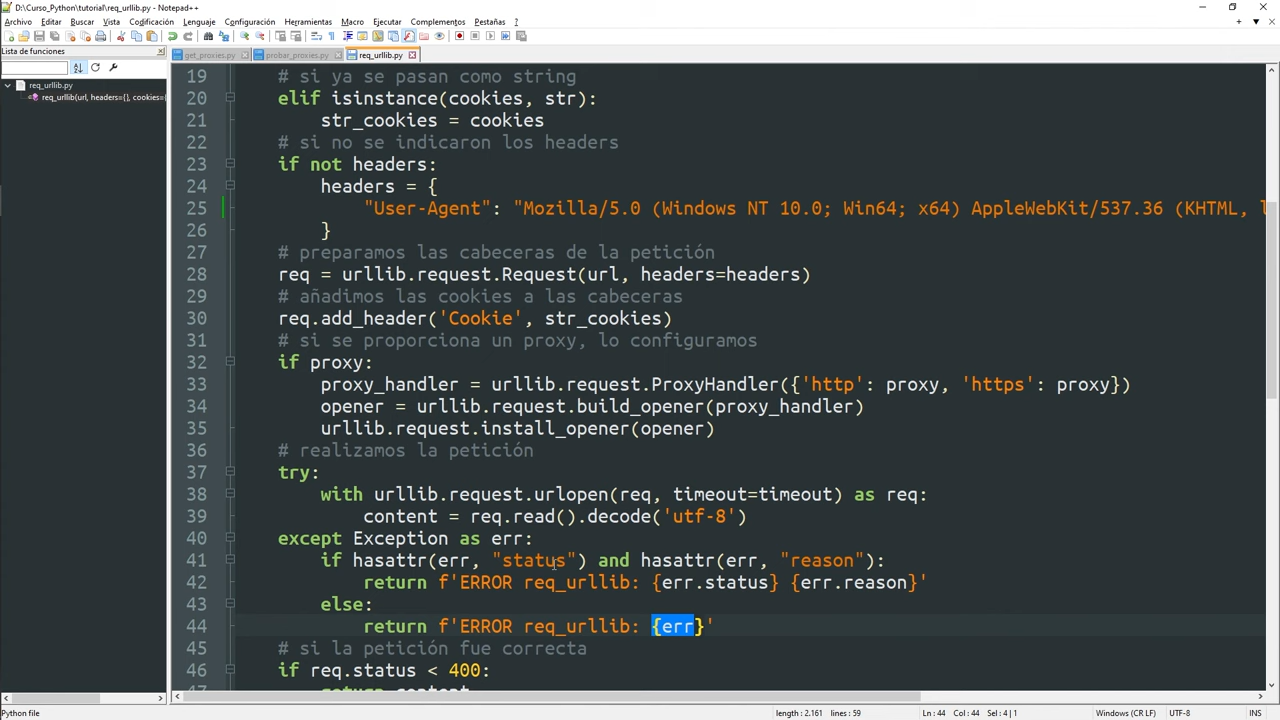 D:\Curso_Python\tutorial\req_urllib.py - Notepad++
Archivo Editar Buscar Vista Codificación Lenguaje Configuración Herramientas Macro Ejecutar Complementos Pestañas ?
Lista de funciones
get_proxies.py probar_proxies.py req_urllib.py
req_urllib.py
req_urllib(url, headers={}, cookies={
19 # si ya se pasan como string
20 elif isinstance(cookies, str):
21 str_cookies = cookies
22 # si no se indicaron los headers
23 if not headers:
24 headers = {
25 "User-Agent": "Mozilla/5.0 (Windows NT 10.0; Win64; x64) AppleWebKit/537.36 (KHTML, l
26 }
27 # preparamos las cabeceras de la petición
28 req = urllib.request.Request(url, headers=headers)
29 # añadimos las cookies a las cabeceras
30 req.add_header('Cookie', str_cookies)
31 # si se proporciona un proxy, lo configuramos
32 if proxy:
33 proxy_handler = urllib.request.ProxyHandler({'http': proxy, 'https': proxy})
34 opener = urllib.request.build_opener(proxy_handler)
35 urllib.request.install_opener(opener)
36 # realizamos la petición
37 try:
38 with urllib.request.urlopen(req, timeout=timeout) as req:
39 content = req.read().decode('utf-8')
40 except Exception as err:
41 if hasattr(err, "status") and hasattr(err, "reason"):
42 return f'ERROR req_urllib: {err.status} {err.reason}'
43 else:
44 return f'ERROR req_urllib: {err}'
45 # si la petición fue correcta
46 if req.status < 400:
47 return content
Python file length : 2.161 lines : 59 Ln : 44 Col : 44 Sel : 4 | 1 Windows (CR LF) UTF-8 INS